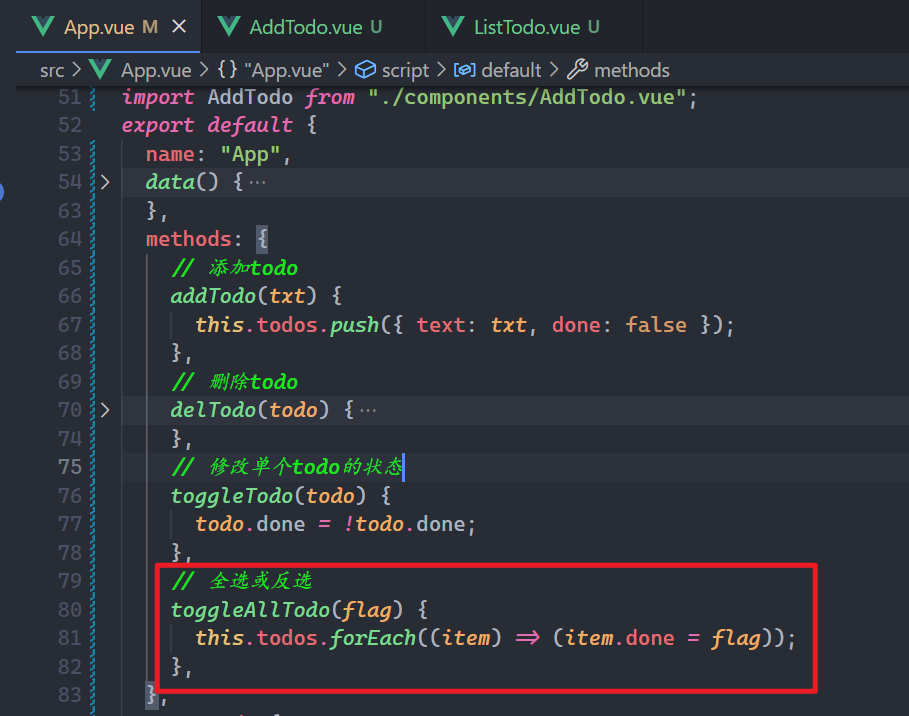 App.vue M × AddTodo.vue U ListTodo.vue U
src > App.vue > {} "App.vue" > script > default > methods
51 import AddTodo from "./components/AddTodo.vue";
52 export default {
53 name: "App",
54 data() { ···
63 },
64 methods: {
65 // 添加todo
66 addTodo(txt) {
67 this.todos.push({ text: txt, done: false });
68 },
69 // 删除todo
70 delTodo(todo) { ···
74 },
75 // 修改单个todo的状态
76 toggleTodo(todo) {
77 todo.done = !todo.done;
78 },
79 // 全选或反选
80 toggleAllTodo(flag) {
81 this.todos.forEach((item) => (item.done = flag));
82 },
83 },